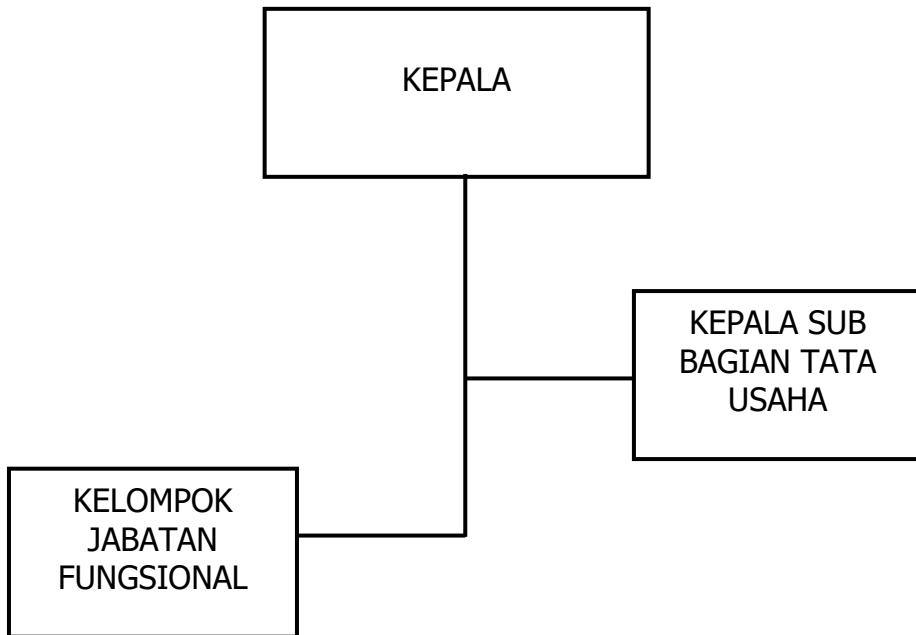 KEPALA
KEPALA SUB
BAGIAN TATA
USAHA
KELOMPOK
JABATAN
FUNGSIONAL